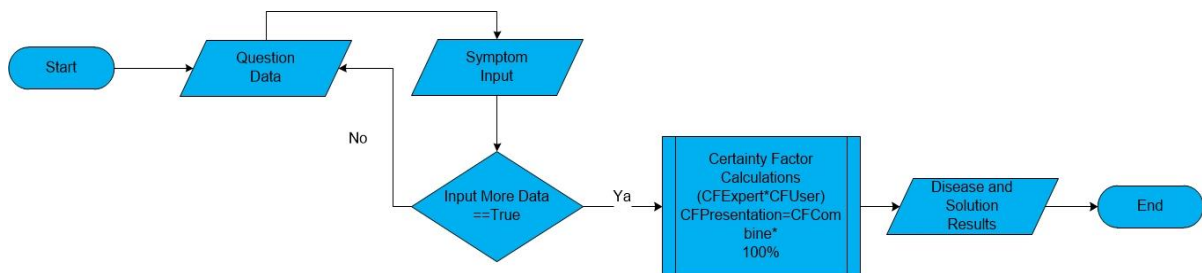 Start
Question
Data
Symptom
Input
No
Input More Data
==True
Ya
Certainty Factor
Calculations
(CFExpert*CFUser)
CFPresentation=CFCom
bine*
100%
Disease and
Solution
Results
End